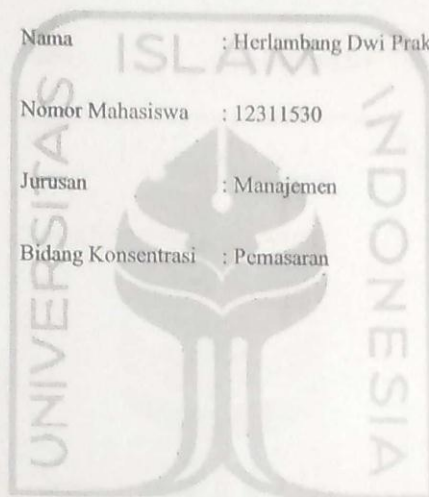 Nama : Herlambang Dwi Prak
Nomor Mahasiswa : 12311530
Jurusan : Manajemen
Bidang Konsentrasi : Pemasaran
UNIVERSITAS ISLAM INDONESIA